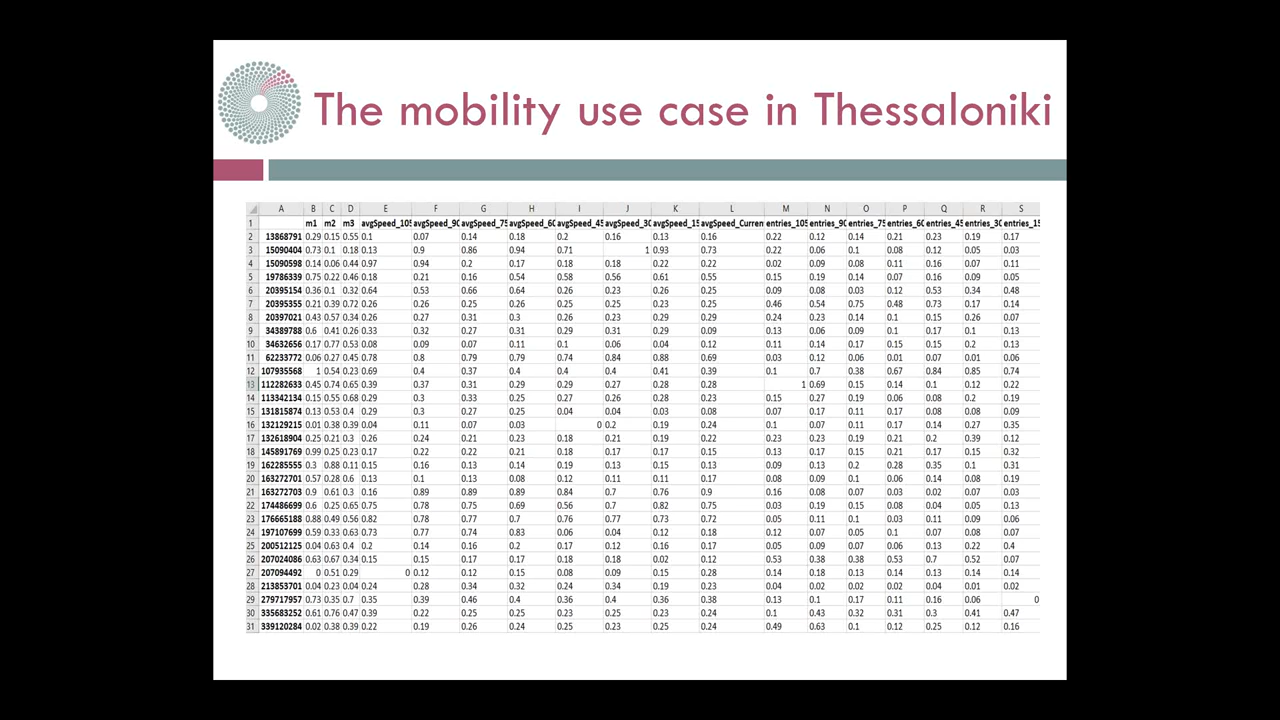 The mobility use case in Thessaloniki
A B C D E F G H I J K L M N O P Q R S
1 m1 m2 m3 avgSpeed_105 avgSpeed_90 avgSpeed_75 avgSpeed_60 avgSpeed_45 avgSpeed_30 avgSpeed_15 avgSpeed_Curren entries_105 entries_90 entries_75 entries_60 entries_45 entries_30 entries_15
2 13868791 0.29 0.15 0.55 0.1 0.07 0.14 0.18 0.2 0.16 0.13 0.16 0.22 0.12 0.14 0.21 0.23 0.19 0.17
3 15090404 0.73 0.1 0.18 0.13 0.9 0.86 0.94 0.71 1 0.93 0.73 0.22 0.06 0.1 0.08 0.12 0.05 0.03
4 15090598 0.14 0.06 0.44 0.97 0.94 0.2 0.17 0.18 0.18 0.22 0.22 0.02 0.09 0.08 0.11 0.16 0.07 0.11
5 19786339 0.75 0.22 0.46 0.18 0.21 0.16 0.54 0.58 0.56 0.61 0.55 0.15 0.19 0.14 0.07 0.16 0.09 0.05
6 20395154 0.36 0.1 0.32 0.64 0.53 0.66 0.64 0.26 0.23 0.26 0.25 0.09 0.08 0.03 0.12 0.53 0.34 0.48
7 20395355 0.21 0.39 0.72 0.26 0.26 0.25 0.26 0.25 0.25 0.23 0.25 0.46 0.54 0.75 0.48 0.73 0.17 0.14
8 20397021 0.43 0.57 0.34 0.26 0.27 0.31 0.3 0.26 0.23 0.29 0.29 0.24 0.23 0.14 0.1 0.15 0.26 0.07
9 34389788 0.6 0.41 0.26 0.33 0.32 0.27 0.31 0.29 0.31 0.29 0.09 0.13 0.06 0.09 0.1 0.17 0.1 0.13
10 34632656 0.17 0.77 0.53 0.08 0.09 0.07 0.11 0.1 0.06 0.04 0.12 0.11 0.14 0.17 0.15 0.15 0.2 0.13
11 62233772 0.06 0.27 0.45 0.78 0.8 0.79 0.79 0.74 0.84 0.88 0.69 0.03 0.12 0.06 0.01 0.07 0.01 0.06
12 107935568 1 0.54 0.23 0.69 0.4 0.37 0.4 0.4 0.4 0.41 0.39 0.1 0.7 0.38 0.67 0.84 0.85 0.74
13 112282633 0.45 0.74 0.65 0.39 0.37 0.31 0.29 0.29 0.27 0.28 0.28 1 0.69 0.15 0.14 0.1 0.12 0.22
14 113342134 0.15 0.55 0.68 0.29 0.3 0.33 0.25 0.27 0.26 0.28 0.23 0.15 0.27 0.19 0.06 0.08 0.2 0.19
15 131815874 0.13 0.53 0.4 0.29 0.3 0.27 0.25 0.04 0.04 0.03 0.08 0.07 0.17 0.11 0.17 0.08 0.08 0.09
16 132129215 0.01 0.38 0.39 0.04 0.11 0.07 0.03 0 0.2 0.19 0.24 0.1 0.07 0.11 0.17 0.14 0.27 0.35
17 132618904 0.25 0.21 0.3 0.26 0.24 0.21 0.23 0.18 0.21 0.19 0.22 0.23 0.23 0.19 0.21 0.2 0.39 0.12
18 145891769 0.99 0.25 0.23 0.17 0.22 0.22 0.21 0.18 0.17 0.17 0.15 0.13 0.17 0.15 0.21 0.17 0.15 0.32
19 162285555 0.3 0.88 0.11 0.15 0.16 0.13 0.14 0.19 0.13 0.15 0.13 0.09 0.13 0.2 0.28 0.35 0.1 0.31
20 163272701 0.57 0.28 0.6 0.13 0.1 0.13 0.08 0.12 0.11 0.11 0.17 0.08 0.09 0.1 0.06 0.14 0.08 0.19
21 163272703 0.9 0.61 0.3 0.16 0.89 0.89 0.89 0.84 0.7 0.76 0.9 0.16 0.08 0.07 0.03 0.02 0.07 0.03
22 174486699 0.6 0.25 0.65 0.75 0.78 0.75 0.69 0.56 0.7 0.82 0.75 0.03 0.19 0.15 0.08 0.04 0.05 0.13
23 176665188 0.88 0.49 0.56 0.82 0.78 0.77 0.7 0.76 0.77 0.73 0.72 0.05 0.11 0.1 0.03 0.11 0.09 0.06
24 197107699 0.59 0.33 0.63 0.73 0.77 0.74 0.83 0.06 0.04 0.12 0.18 0.12 0.07 0.05 0.1 0.07 0.08 0.07
25 200512125 0.04 0.63 0.4 0.2 0.14 0.16 0.2 0.17 0.12 0.16 0.17 0.05 0.09 0.07 0.06 0.13 0.22 0.4
26 207024086 0.63 0.67 0.34 0.15 0.15 0.17 0.17 0.18 0.18 0.02 0.12 0.53 0.38 0.38 0.53 0.7 0.52 0.07
27 207094492 0 0.51 0.29 0 0.12 0.12 0.15 0.08 0.09 0.15 0.28 0.14 0.18 0.13 0.14 0.13 0.14 0.14
28 213853701 0.04 0.23 0.04 0.24 0.28 0.34 0.32 0.24 0.34 0.19 0.23 0.04 0.02 0.02 0.04 0.04 0.01 0.02
29 279717957 0.73 0.35 0.7 0.35 0.39 0.46 0.4 0.36 0.4 0.36 0.38 0.13 0.1 0.17 0.11 0.16 0.06 0
30 335683252 0.61 0.76 0.47 0.39 0.22 0.25 0.25 0.23 0.25 0.23 0.24 0.1 0.43 0.32 0.31 0.3 0.41 0.47
31 339120284 0.02 0.38 0.39 0.22 0.19 0.26 0.24 0.25 0.23 0.25 0.24 0.49 0.63 0.1 0.12 0.25 0.12 0.16